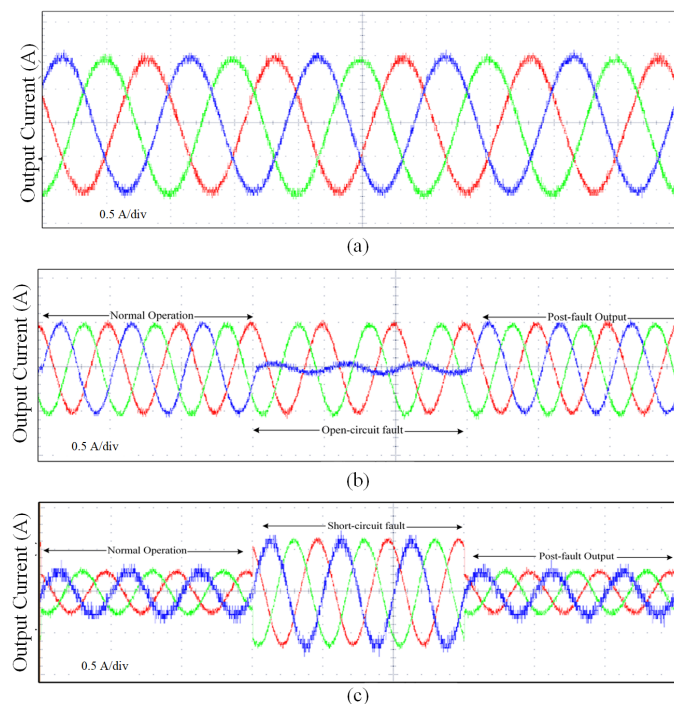 Output Current (A)
0.5 A/div
(a)
Output Current (A)
Normal Operation
Post-fault Output
Open-circuit fault
0.5 A/div
(b)
Output Current (A)
Short-circuit fault
Normal Operation
Post-fault Output
0.5 A/div
(c)